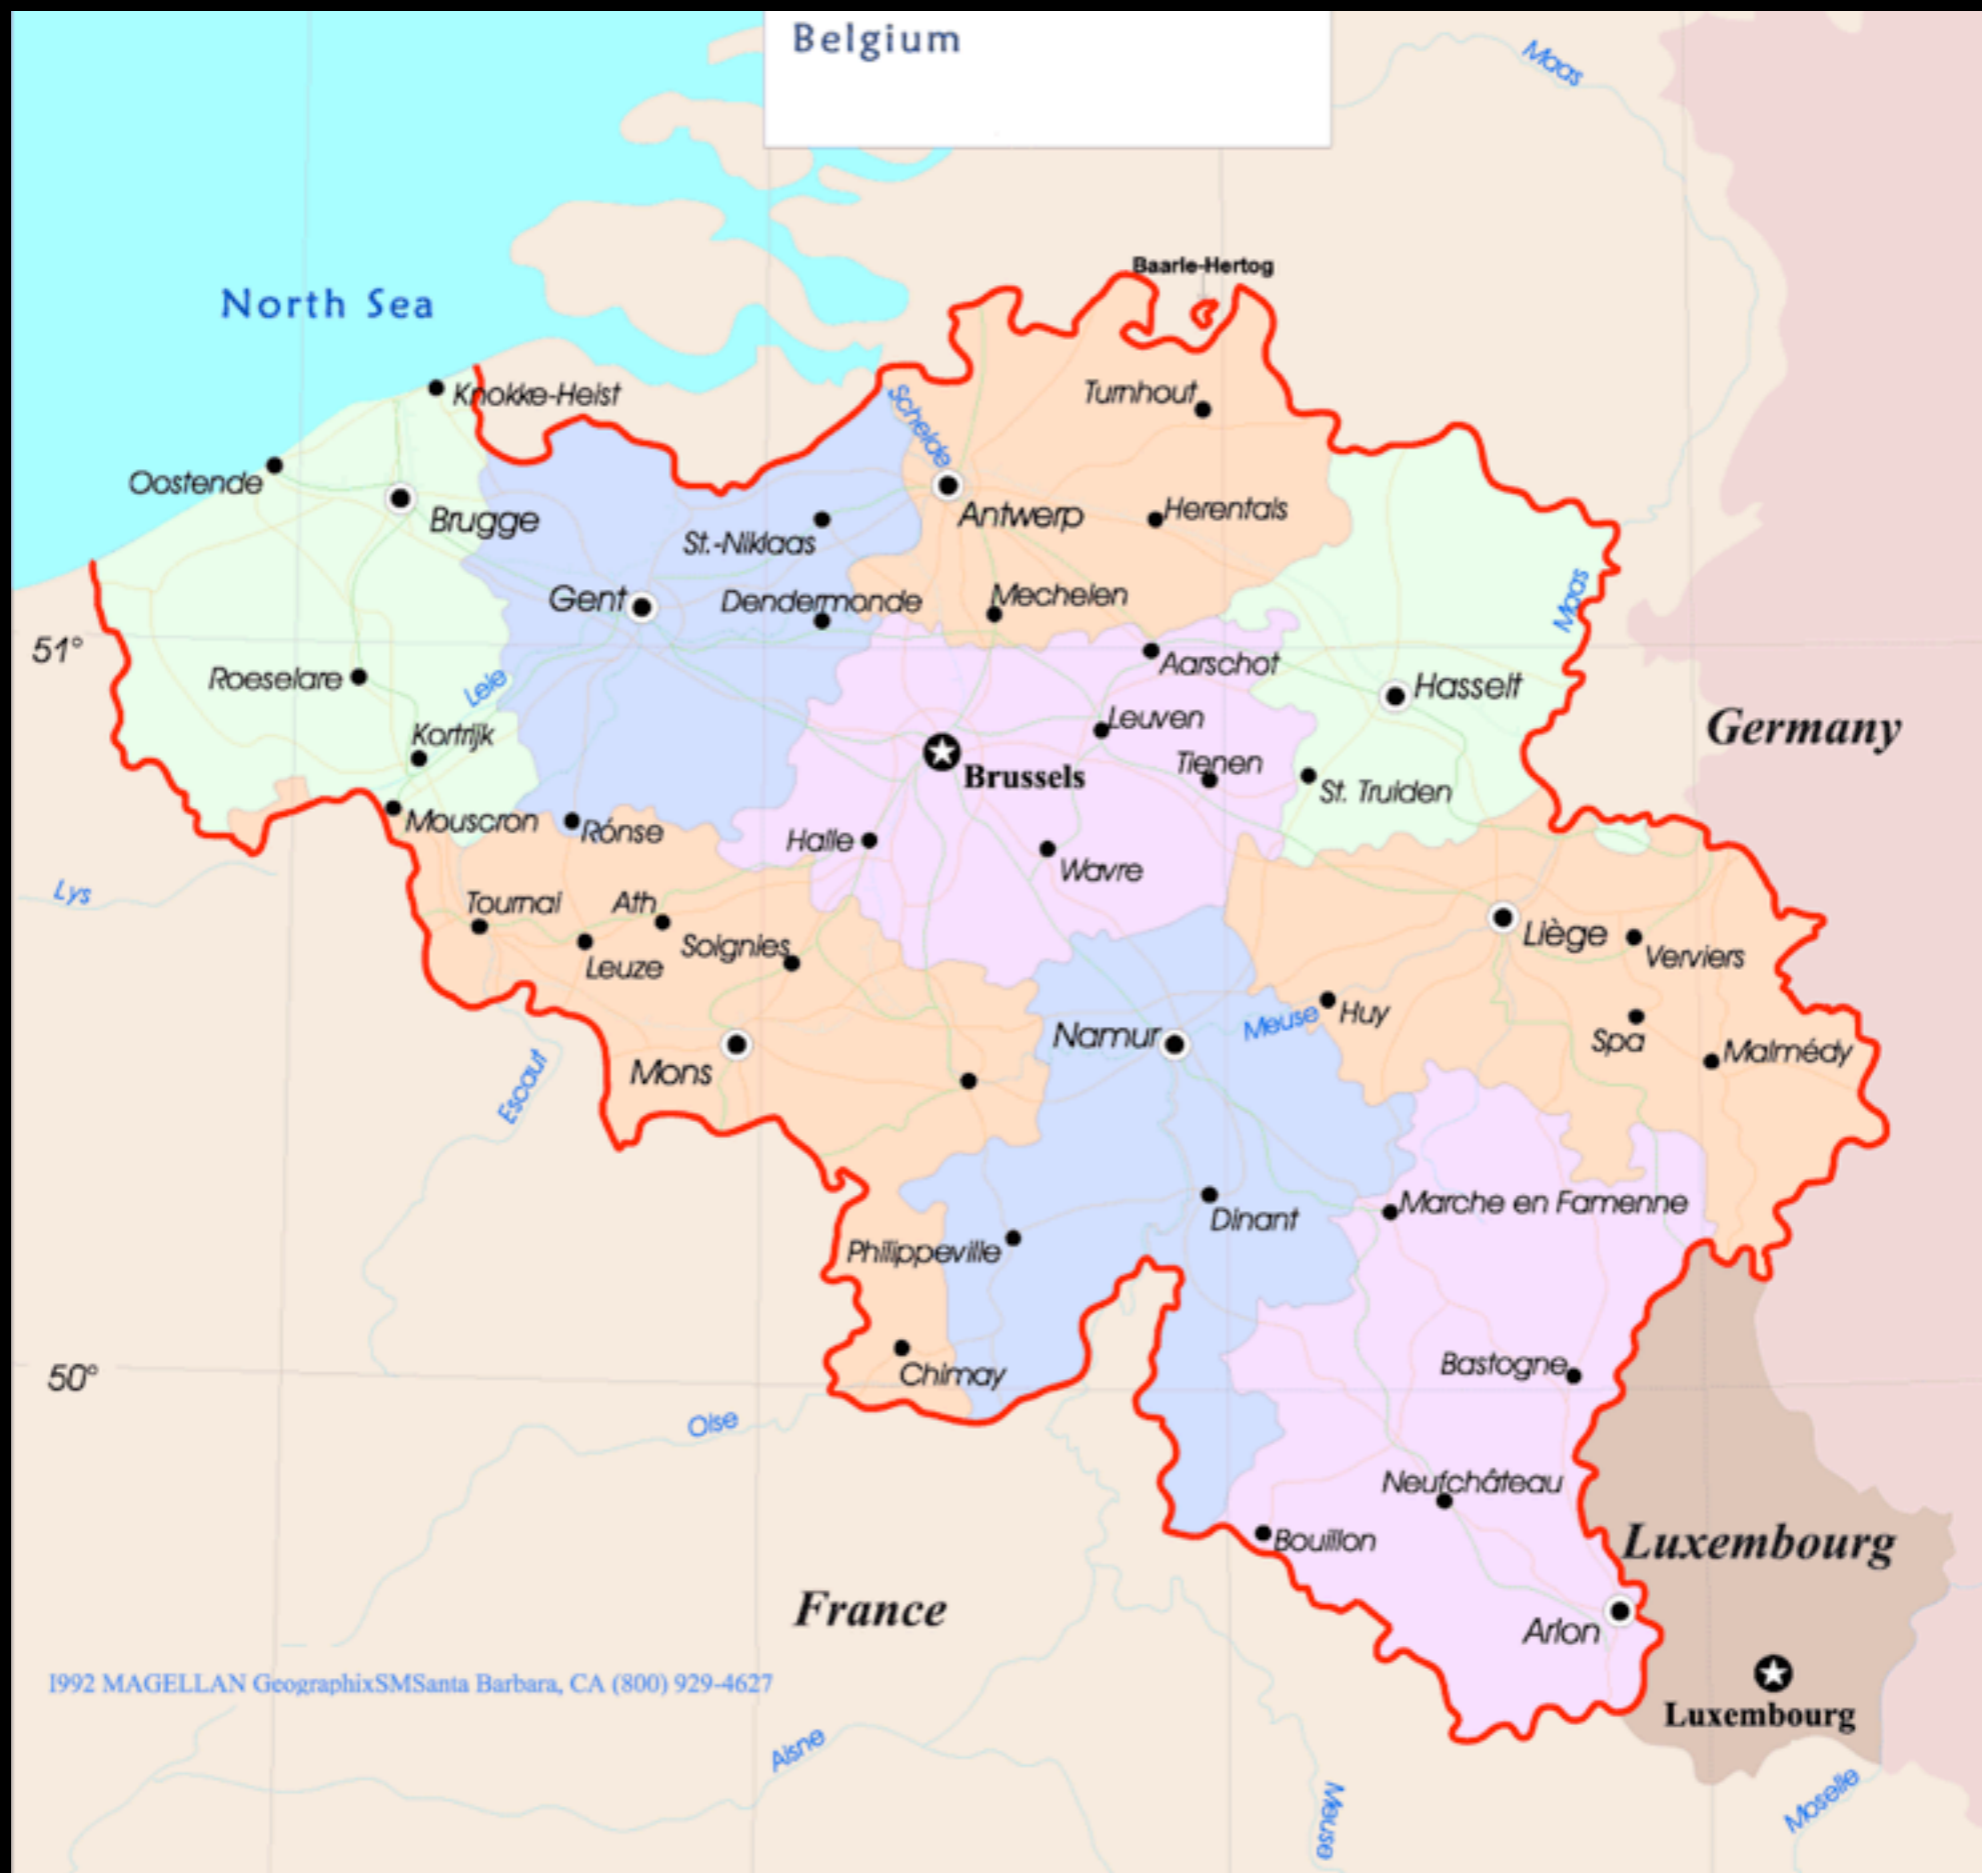 Belgium
Maas
Baarle-Hertog
North Sea
Knokke-Heist
Turnhout
Schelde
Oostende
Brugge
Antwerp
Herentals
St.-Niklaas
Gent
Dendermonde
Mechelen
Maas
51°
Aarschot
Roeselare
Leie
Hasselt
Leuven
Kortrijk
Germany
Tienen
Brussels
St. Truiden
Mouscron
Rónse
Halle
Wavre
Lys
Tournai
Ath
Liège
Soignies
Verviers
Leuze
Meuse
Huy
Namur
Spa
Malmédy
Mons
Escaut
Marche en Famenne
Dinant
Philippeville
Bastogne
50°
Chimay
Oise
Neufchâteau
Bouillon
Luxembourg
France
Arlon
1992 MAGELLAN GeographixSMSanta Barbara, CA (800) 929-4627
Luxembourg
Aisne
Meuse
Moselle